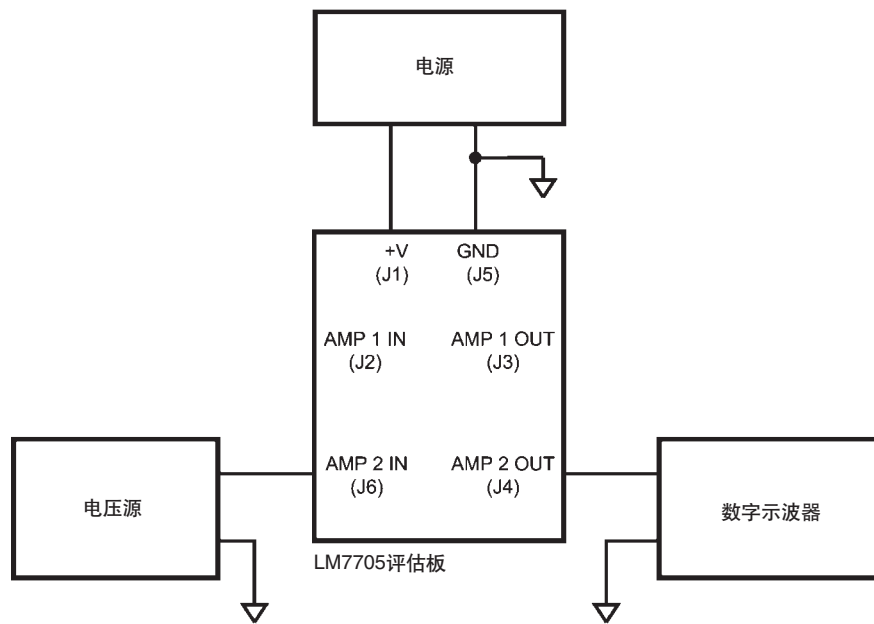 电源
+V
(J1)
GND
(J5)
AMP 1 IN
(J2)
AMP 1 OUT
(J3)
AMP 2 IN
(J6)
AMP 2 OUT
(J4)
电压源
数字示波器
LM7705评估板